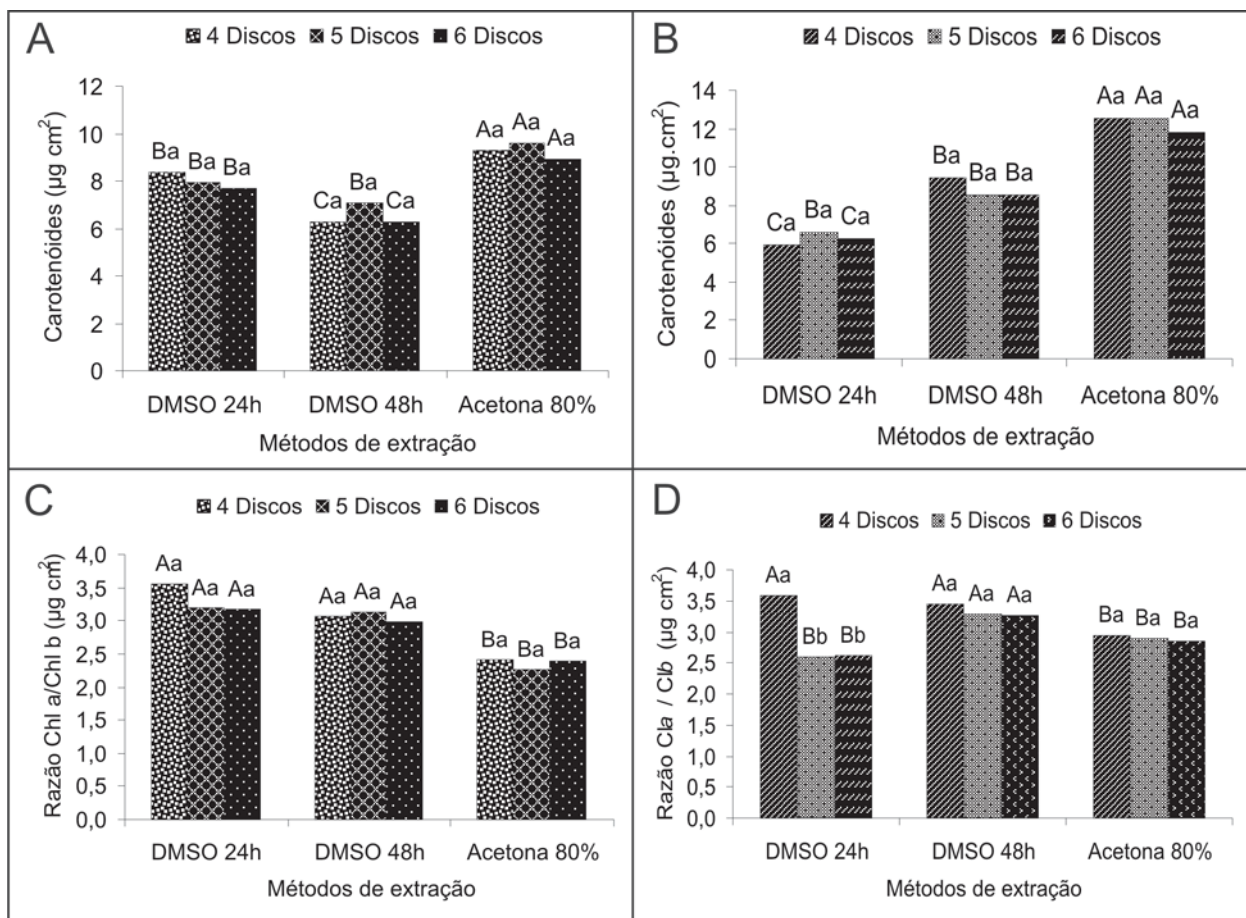 A
4 Discos 5 Discos 6 Discos
Carotenóides (µg cm²)
12
10
8
6
4
2
0
Ba Ba Ba
Ca Ba Ca
Aa Aa Aa
DMSO 24h DMSO 48h Acetona 80%
Métodos de extração
B
4 Discos 5 Discos 6 Discos
Carotenóides (µg.cm²)
14
12
10
8
6
4
2
0
Ca Ba Ca
Ba Ba Ba
Aa Aa Aa
DMSO 24h DMSO 48h Acetona 80%
Métodos de extração
C
4 Discos 5 Discos 6 Discos
Razão Chl a/Chl b (µg cm²)
4,0
3,5
3,0
2,5
2,0
1,5
1,0
0,5
0,0
Aa Aa Aa
Aa Aa Aa
Ba Ba Ba
DMSO 24h DMSO 48h Acetona 80%
Métodos de extração
D
4 Discos 5 Discos 6 Discos
Razão Cla / Clb (µg cm²)
4,0
3,5
3,0
2,5
2,0
1,5
1,0
0,5
0,0
Aa Bb Bb
Aa Aa Aa
Ba Ba Ba
DMSO 24h DMSO 48h Acetona 80%
Métodos de extração